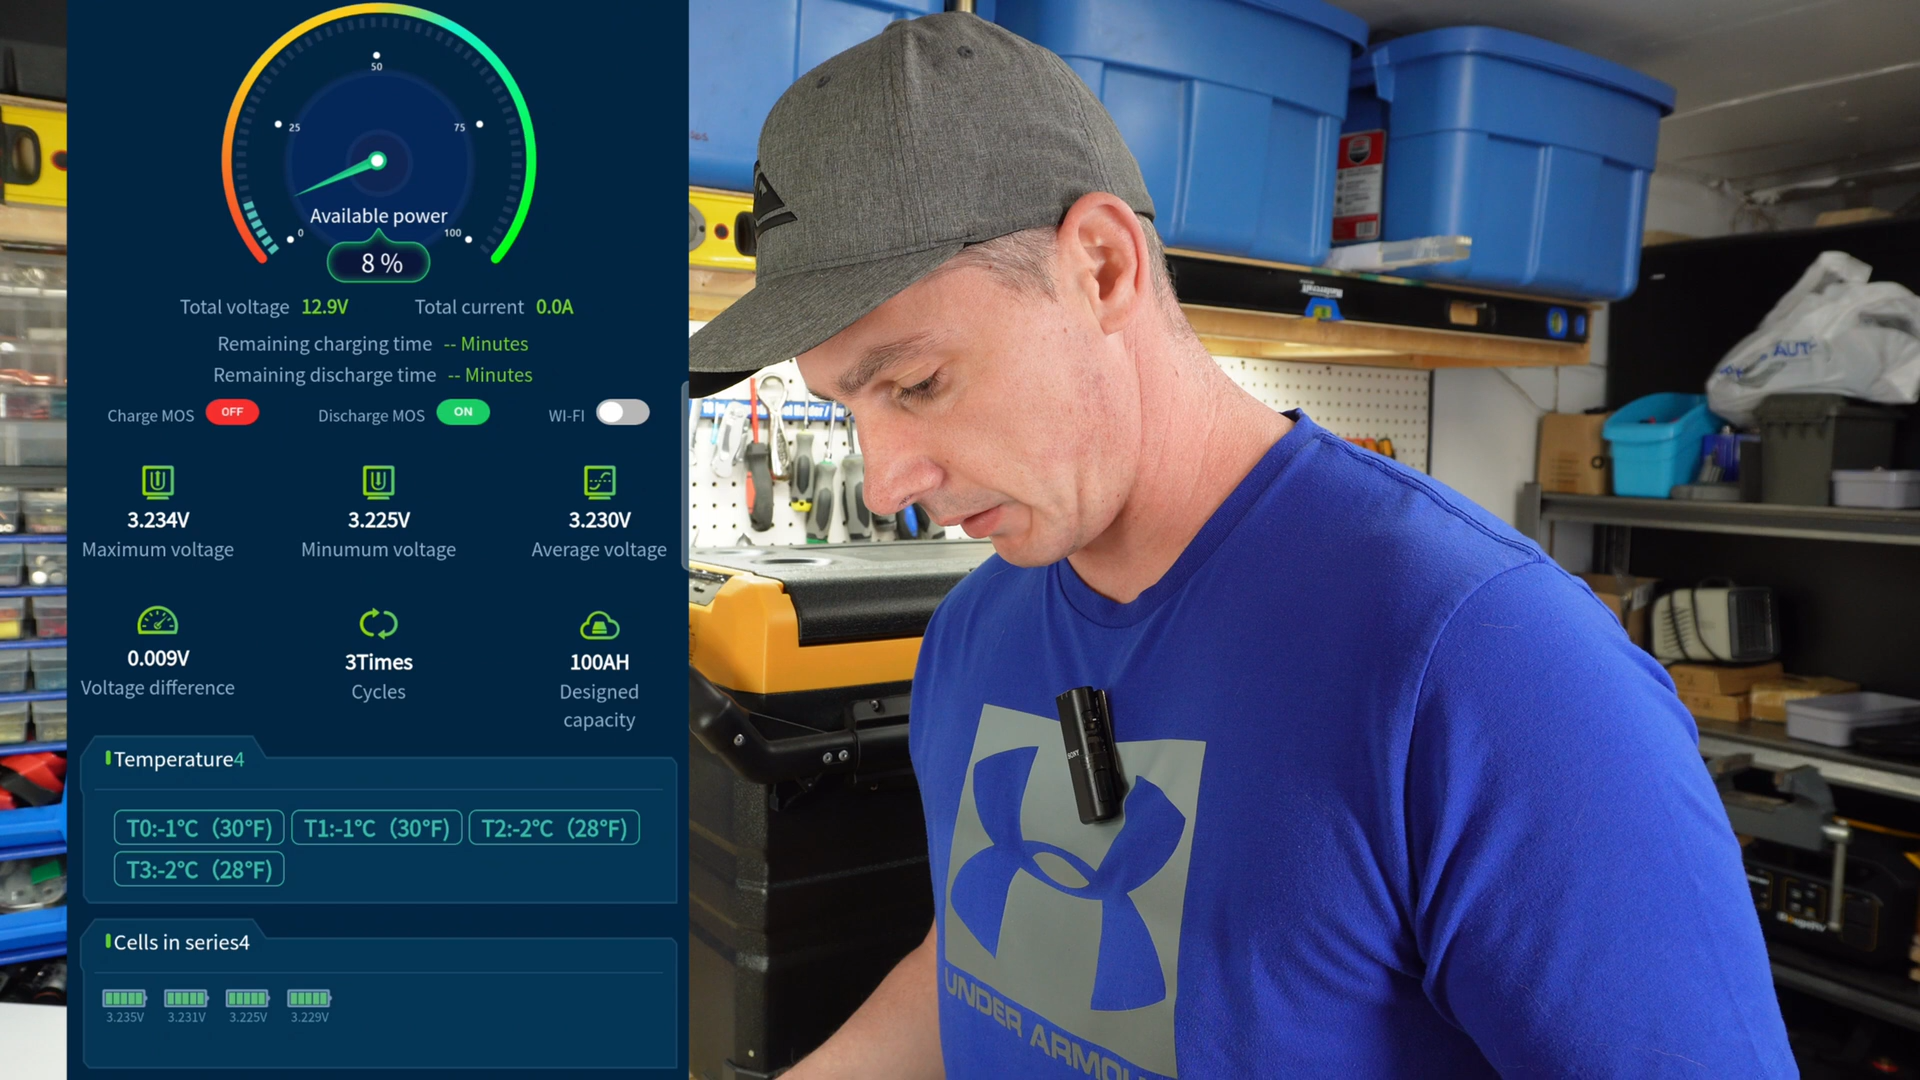 50
25
75
Available power
0
100
8 %
Total voltage 12.9V
Total current 0.0A
Remaining charging time -- Minutes
Remaining discharge time -- Minutes
Charge MOS OFF
Discharge MOS ON
WI-FI
3.234V
3.225V
3.230V
Maximum voltage
Minumum voltage
Average voltage
0.009V
3Times
100AH
Voltage difference
Cycles
Designed
capacity
Temperature4
T0:-1°C (30°F)
T1:-1°C (30°F)
T2:-2°C (28°F)
T3:-2°C (28°F)
Cells in series4
3.235V
3.231V
3.225V
3.229V
SONY
UNDER ARMOU
AUT